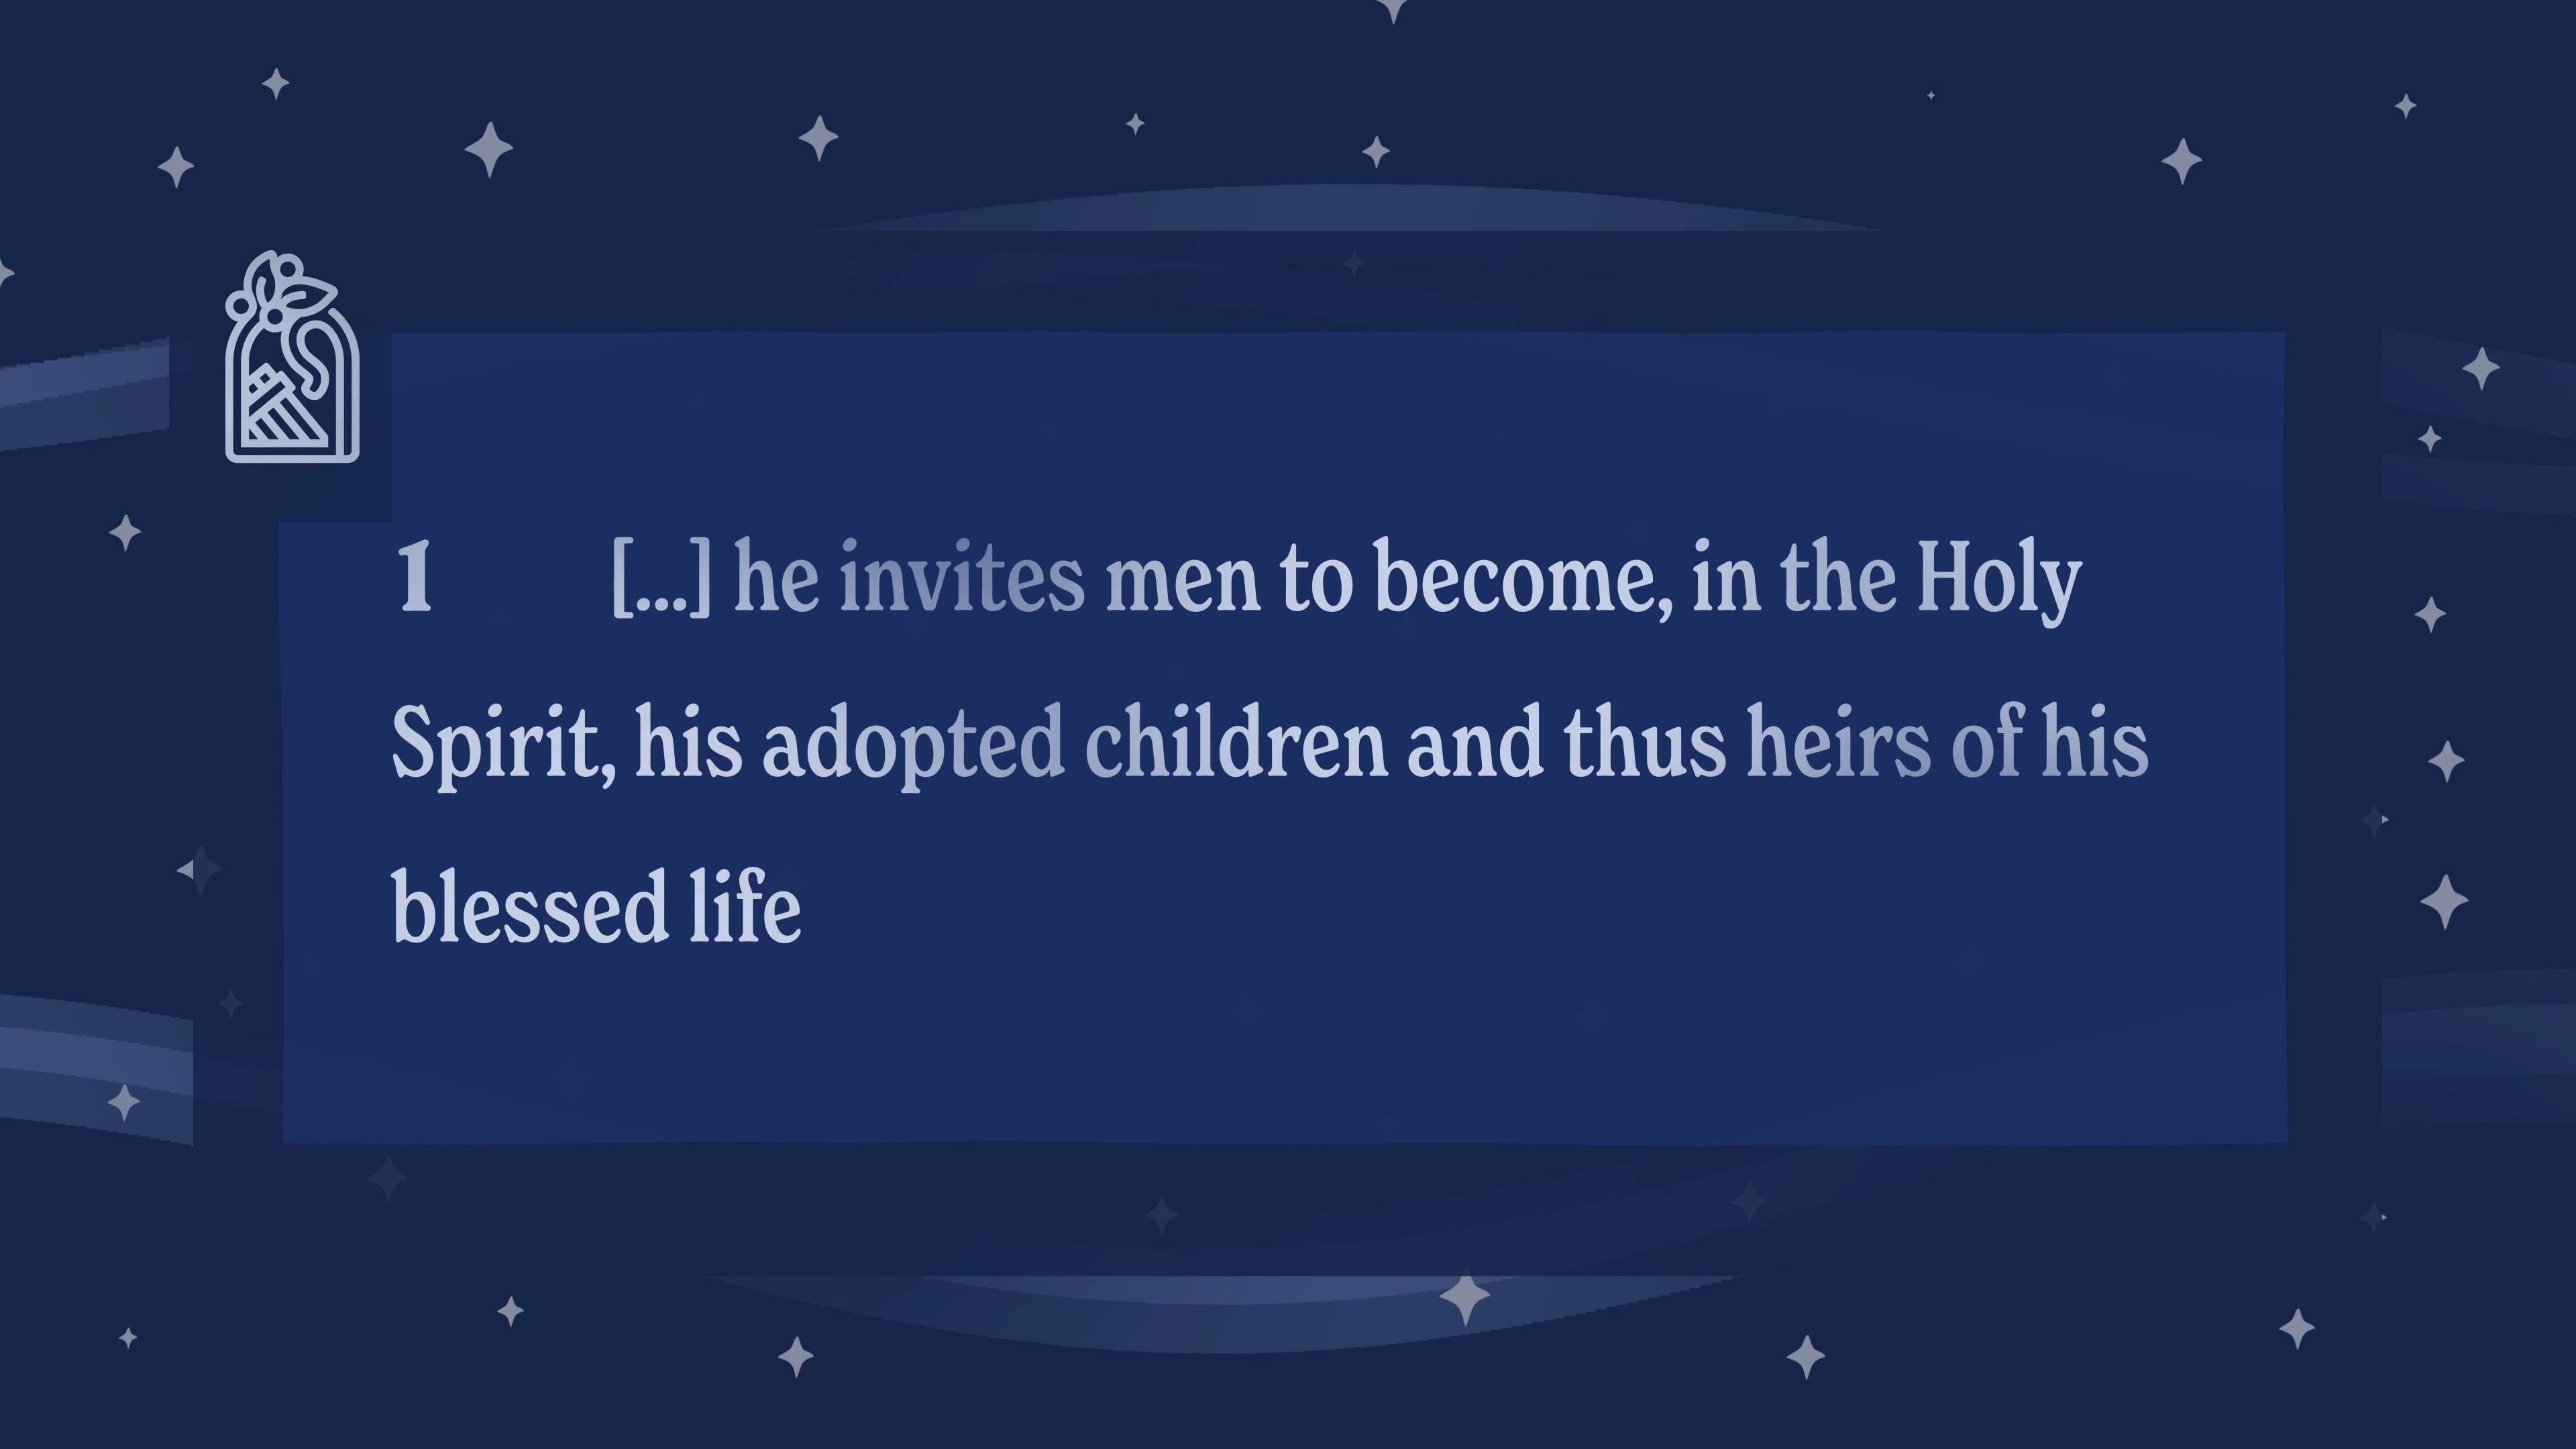 1 [...] he invites men to become, in the Holy
Spirit, his adopted children and thus heirs of his
blessed life